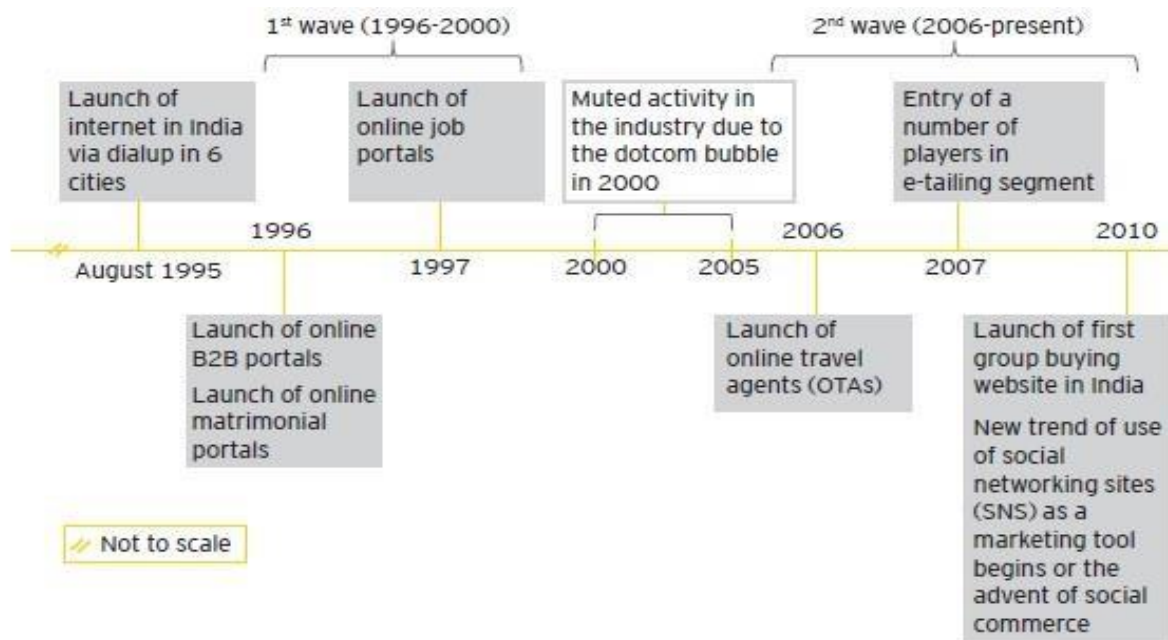 1st wave (1996-2000)
2nd wave (2006-present)
Launch of
internet in India
via dialup in 6
cities
Launch of
online job
portals
Muted activity in
the industry due to
the dotcom bubble
in 2000
Entry of a
number of
players in
e-tailing segment
1996
2006
2010
August 1995
1997
2000
2005
2007
Launch of online
B2B portals
Launch of online
matrimonial
portals
Launch of
online travel
agents (OTAs)
Launch of first
group buying
website in India
New trend of use
of social
networking sites
(SNS) as a
marketing tool
begins or the
advent of social
commerce
Not to scale